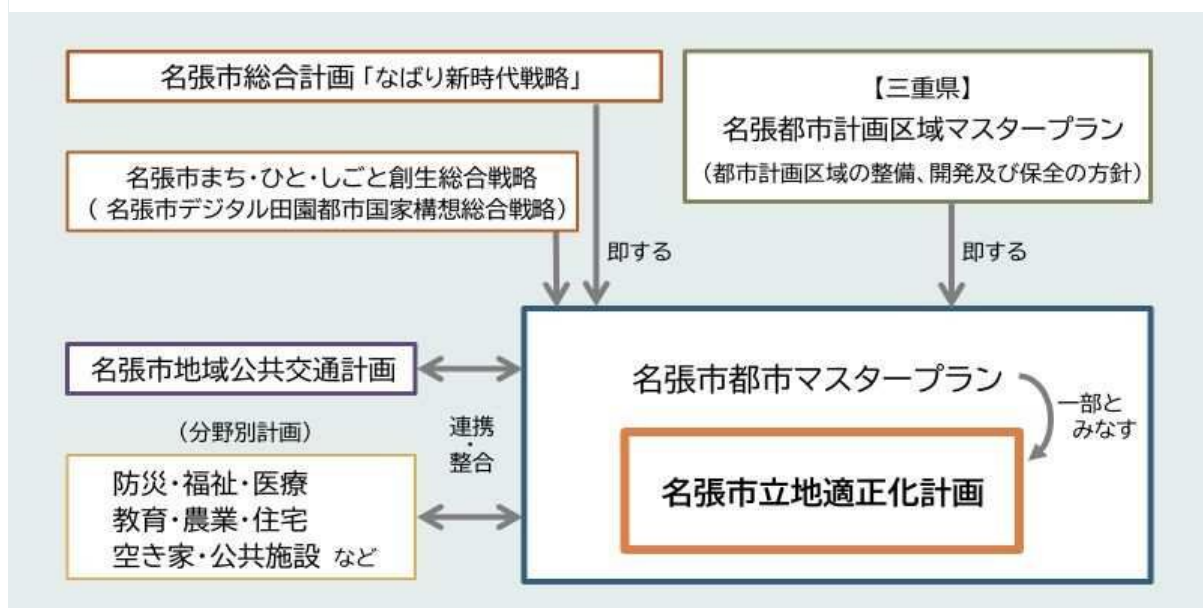 名張市総合計画「なばり新時代戦略」
【三重県】
名張都市計画区域マスタープラン
(都市計画区域の整備、開発及び保全の方針)
名張市まち・ひと・しごと創生総合戦略
( 名張市デジタル田園都市国家構想総合戦略)
即する
即する
名張市地域公共交通計画
(分野別計画)
防災・福祉・医療
教育・農業・住宅
空き家・公共施設 など
連携
・
整合
名張市都市マスタープラン
一部と
みなす
名張市立地適正化計画